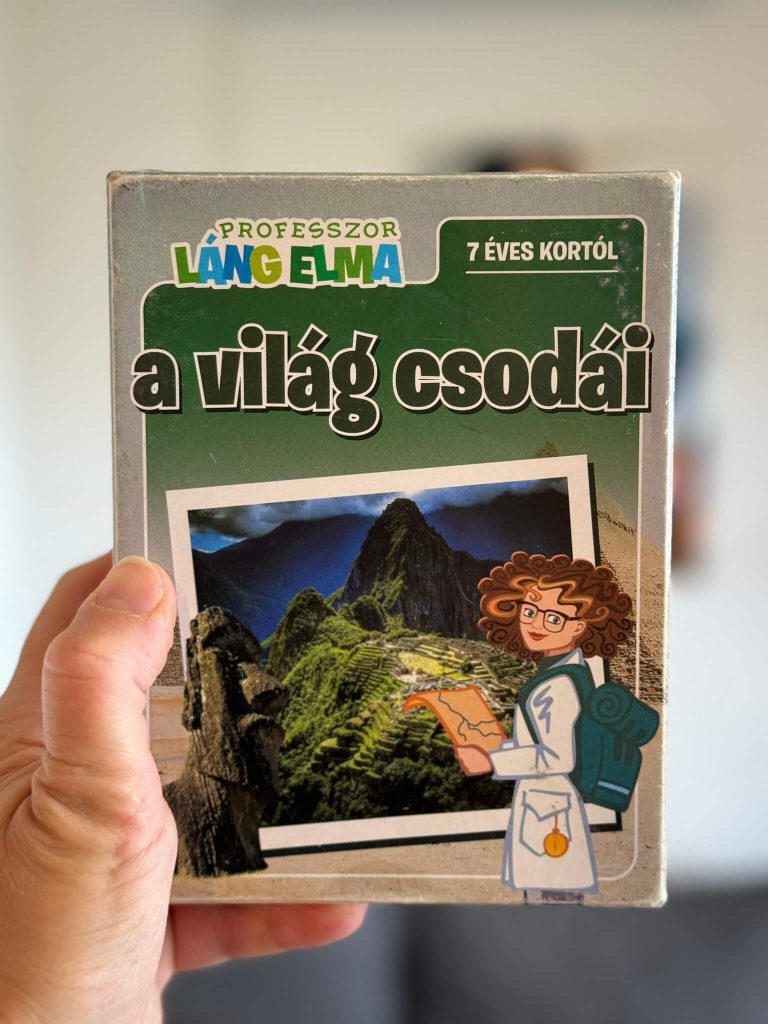 PROFESSZOR
LÁNG ELMA
7 ÉVES KORTÓL
a világ csodái